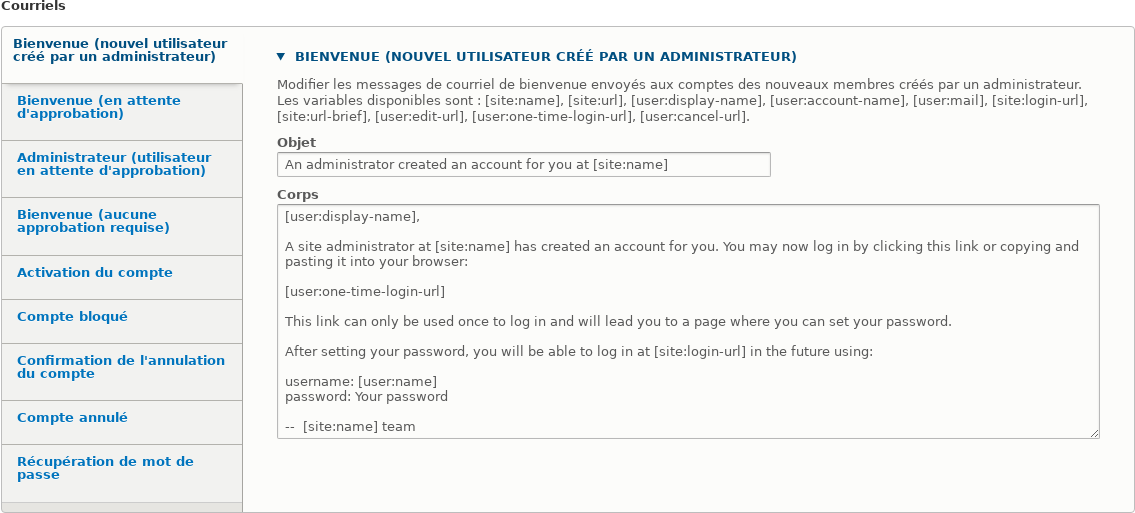 Courriels
Bienvenue (nouvel utilisateur
créé par un administrateur)
Bienvenue (en attente
d'approbation)
Administrateur (utilisateur
en attente d'approbation)
Bienvenue (aucune
approbation requise)
Activation du compte
Compte bloqué
Confirmation de l'annulation
du compte
Compte annulé
Récupération de mot de
passe
BIENVENUE (NOUVEL UTILISATEUR CRÉÉ PAR UN ADMINISTRATEUR)
Modifier les messages de courriel de bienvenue envoyés aux comptes des nouveaux membres créés par un administrateur.
Les variables disponibles sont : [site:name], [site:url], [user:display-name], [user:account-name], [user:mail], [site:login-url],
[site:url-brief], [user:edit-url], [user:one-time-login-url], [user:cancel-url].
Objet
An administrator created an account for you at [site:name]
Corps
[user:display-name],
A site administrator at [site:name] has created an account for you. You may now log in by clicking this link or copying and
pasting it into your browser:
[user:one-time-login-url]
This link can only be used once to log in and will lead you to a page where you can set your password.
After setting your password, you will be able to log in at [site:login-url] in the future using:
username: [user:name]
password: Your password
--  [site:name] team